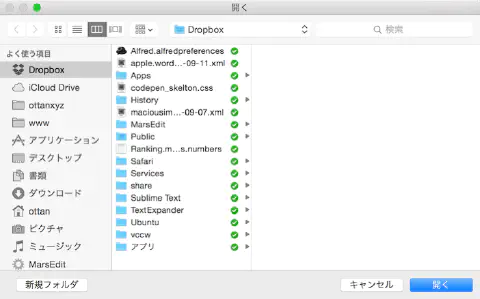 開く
Dropbox
検索
よく使う項目
Dropbox
iCloud Drive
ottanxyz
www
アプリケーション
デスクトップ
書類
ダウンロード
ottan
ピクチャ
ミュージック
MarsEdit
Alfred.alfredpreferences
apple.word...-09-11.xml
Apps
codepen_skelton.css
History
maciousim...-09-07.xml
MarsEdit
Public
Ranking.m...s.numbers
Safari
Services
share
Sublime Text
TextExpander
Ubuntu
vccw
アプリ
新規フォルダ
キャンセル
開く